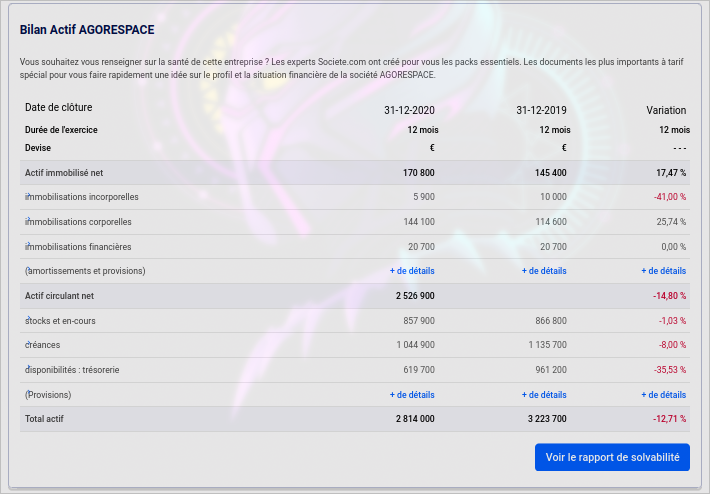 Bilan Actif AGORESPACE
Vous souhaitez vous renseigner sur la santé de cette entreprise ? Les experts Societe.com ont créé pour vous les packs essentiels. Les documents les plus importants à tarif
spécial pour vous faire rapidement une idée sur le profil et la situation financière de la société AGORESPACE.
Date de clôture 31-12-2020 31-12-2019 Variation
Durée de l'exercice 12 mois 12 mois 12 mois
Devise € € - - -
Actif immobilisé net 170 800 145 400 17,47 %
immobilisations incorporelles 5 900 10 000 -41,00 %
immobilisations corporelles 144 100 114 600 25,74 %
immobilisations financières 20 700 20 700 0,00 %
(amortissements et provisions) + de détails + de détails + de détails
Actif circulant net 2 526 900 -14,80 %
stocks et en-cours 857 900 866 800 -1,03 %
créances 1 044 900 1 135 700 -8,00 %
disponibilités : trésorerie 619 700 961 200 -35,53 %
(Provisions) + de détails + de détails + de détails
Total actif 2 814 000 3 223 700 -12,71 %
Voir le rapport de solvabilité